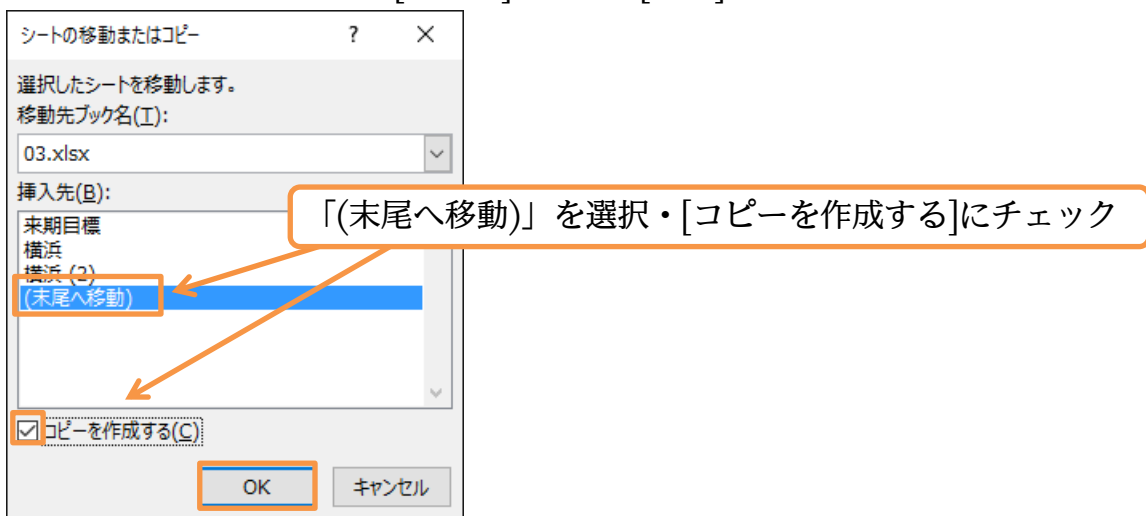 シートの移動またはコピー ? ×
選択したシートを移動します。
移動先ブック名(T):
03.xlsx
挿入先(B):
「(末尾へ移動)」を選択・[コピーを作成する]にチェック
来期目標
横浜
横浜 (2)
(末尾へ移動)
コピーを作成する(C)
OK キャンセル